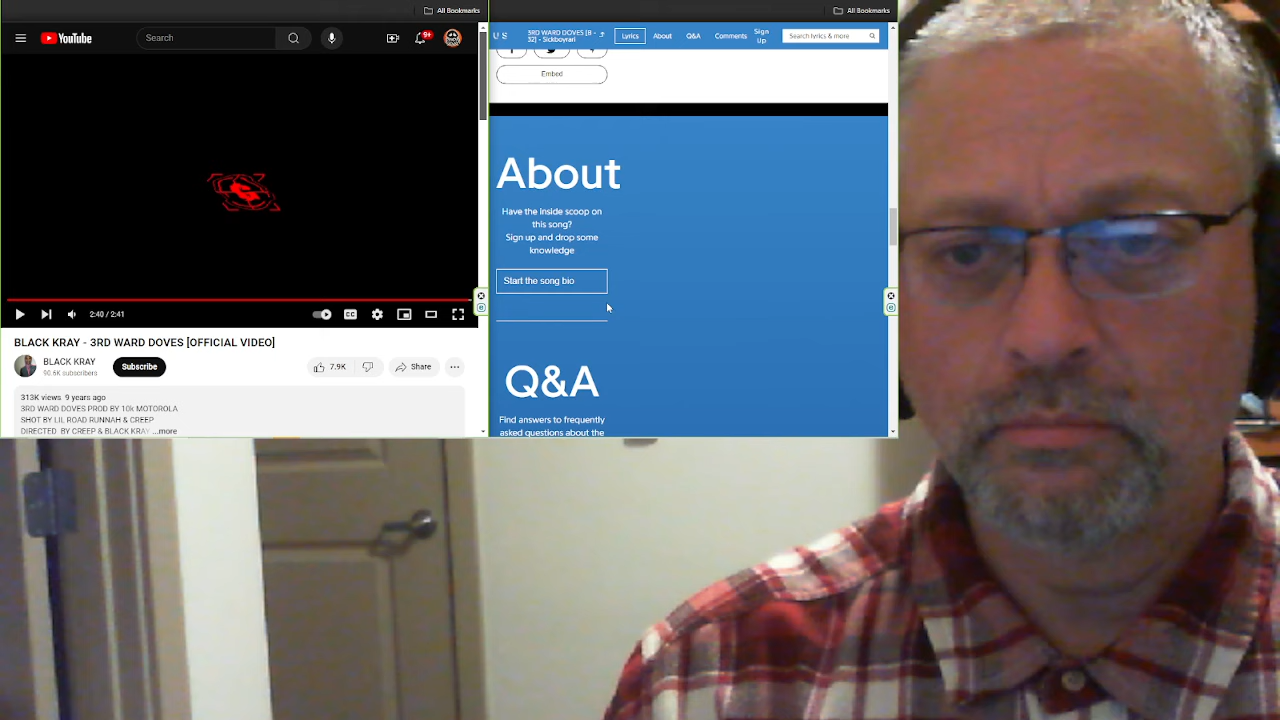 All Bookmarks
YouTube
Search
9+
2:40 / 2:41
BLACK KRAY - 3RD WARD DOVES [OFFICIAL VIDEO]
BLACK KRAY
90.6K subscribers
Subscribe
7.9K
Share
313K views 9 years ago
3RD WARD DOVES PROD BY 10k MOTOROLA
SHOT BY LIL ROAD RUNNAH & CREEP
DIRECTED BY CREEP & BLACK KRAY ...more
All Bookmarks
U S
3RD WARD DOVES [B -
32] - Sickboyrari
Lyrics
About
Q&A
Comments
Sign
Up
Search lyrics & more
Embed
About
Have the inside scoop on
this song?
Sign up and drop some
knowledge
Start the song bio
Q&A
Find answers to frequently
asked questions about the